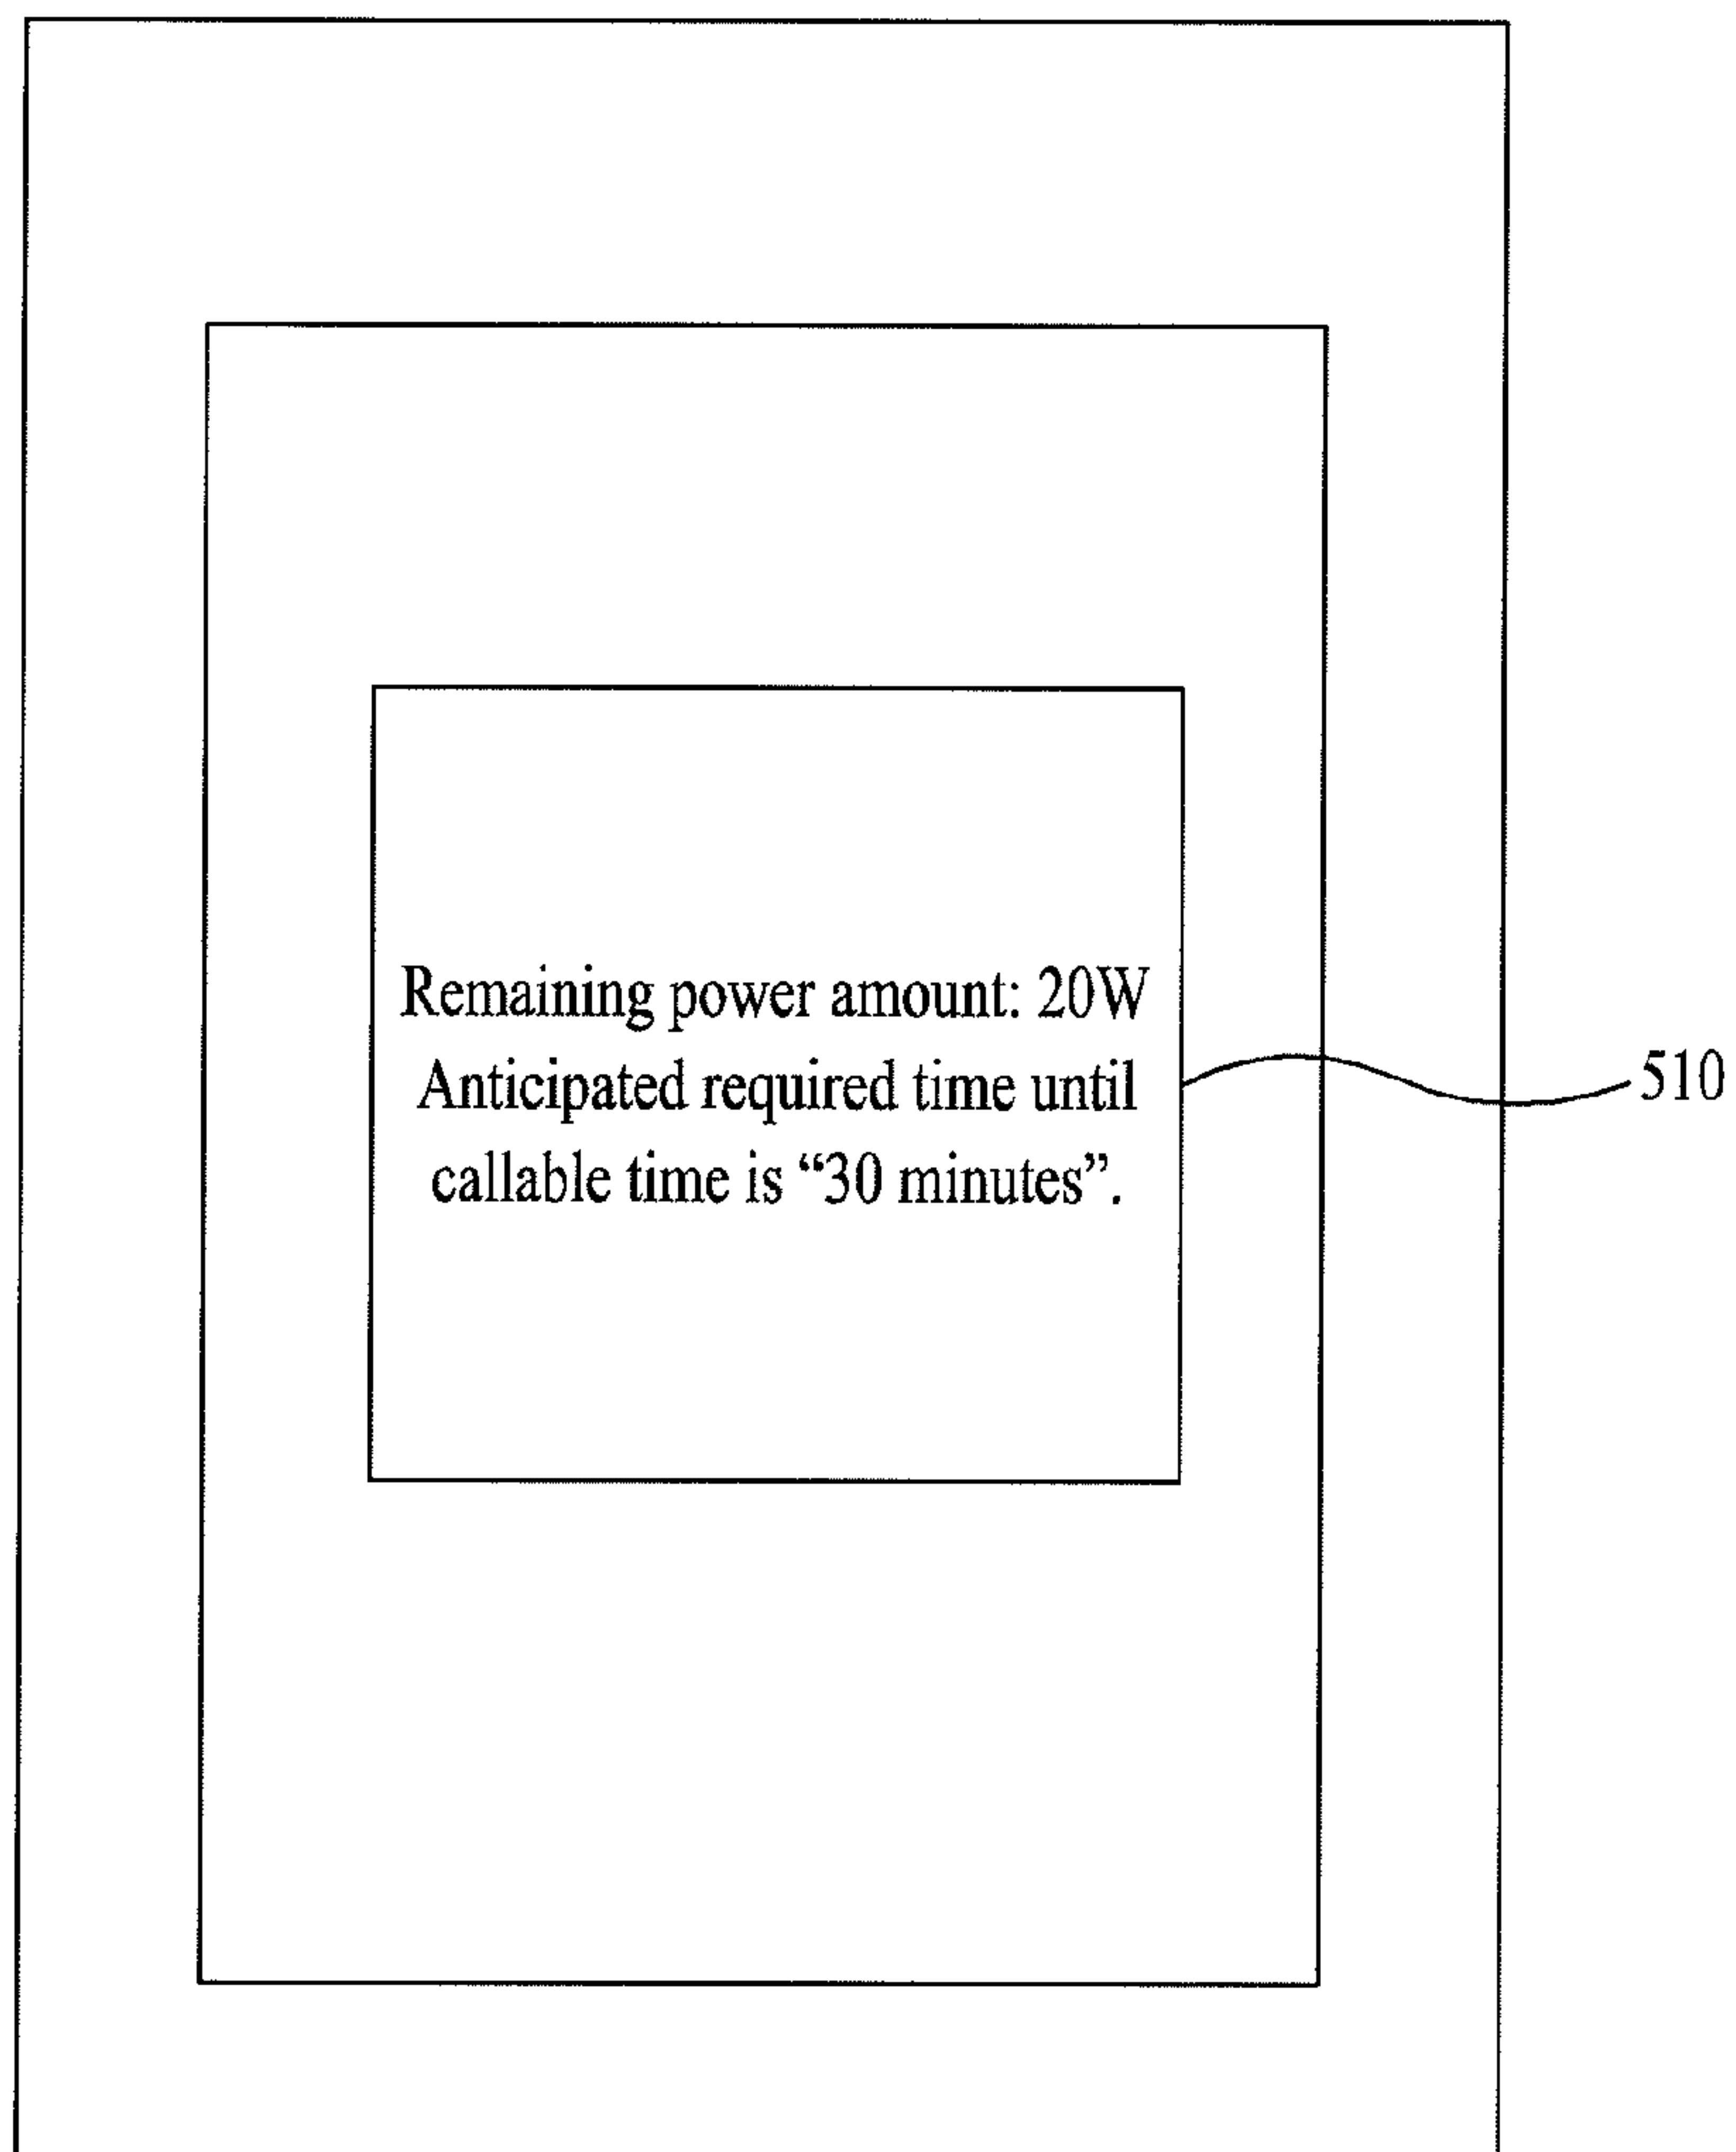 Remaining power amount: 20W
Anticipated required time until
callable time is “30 minutes”.
510